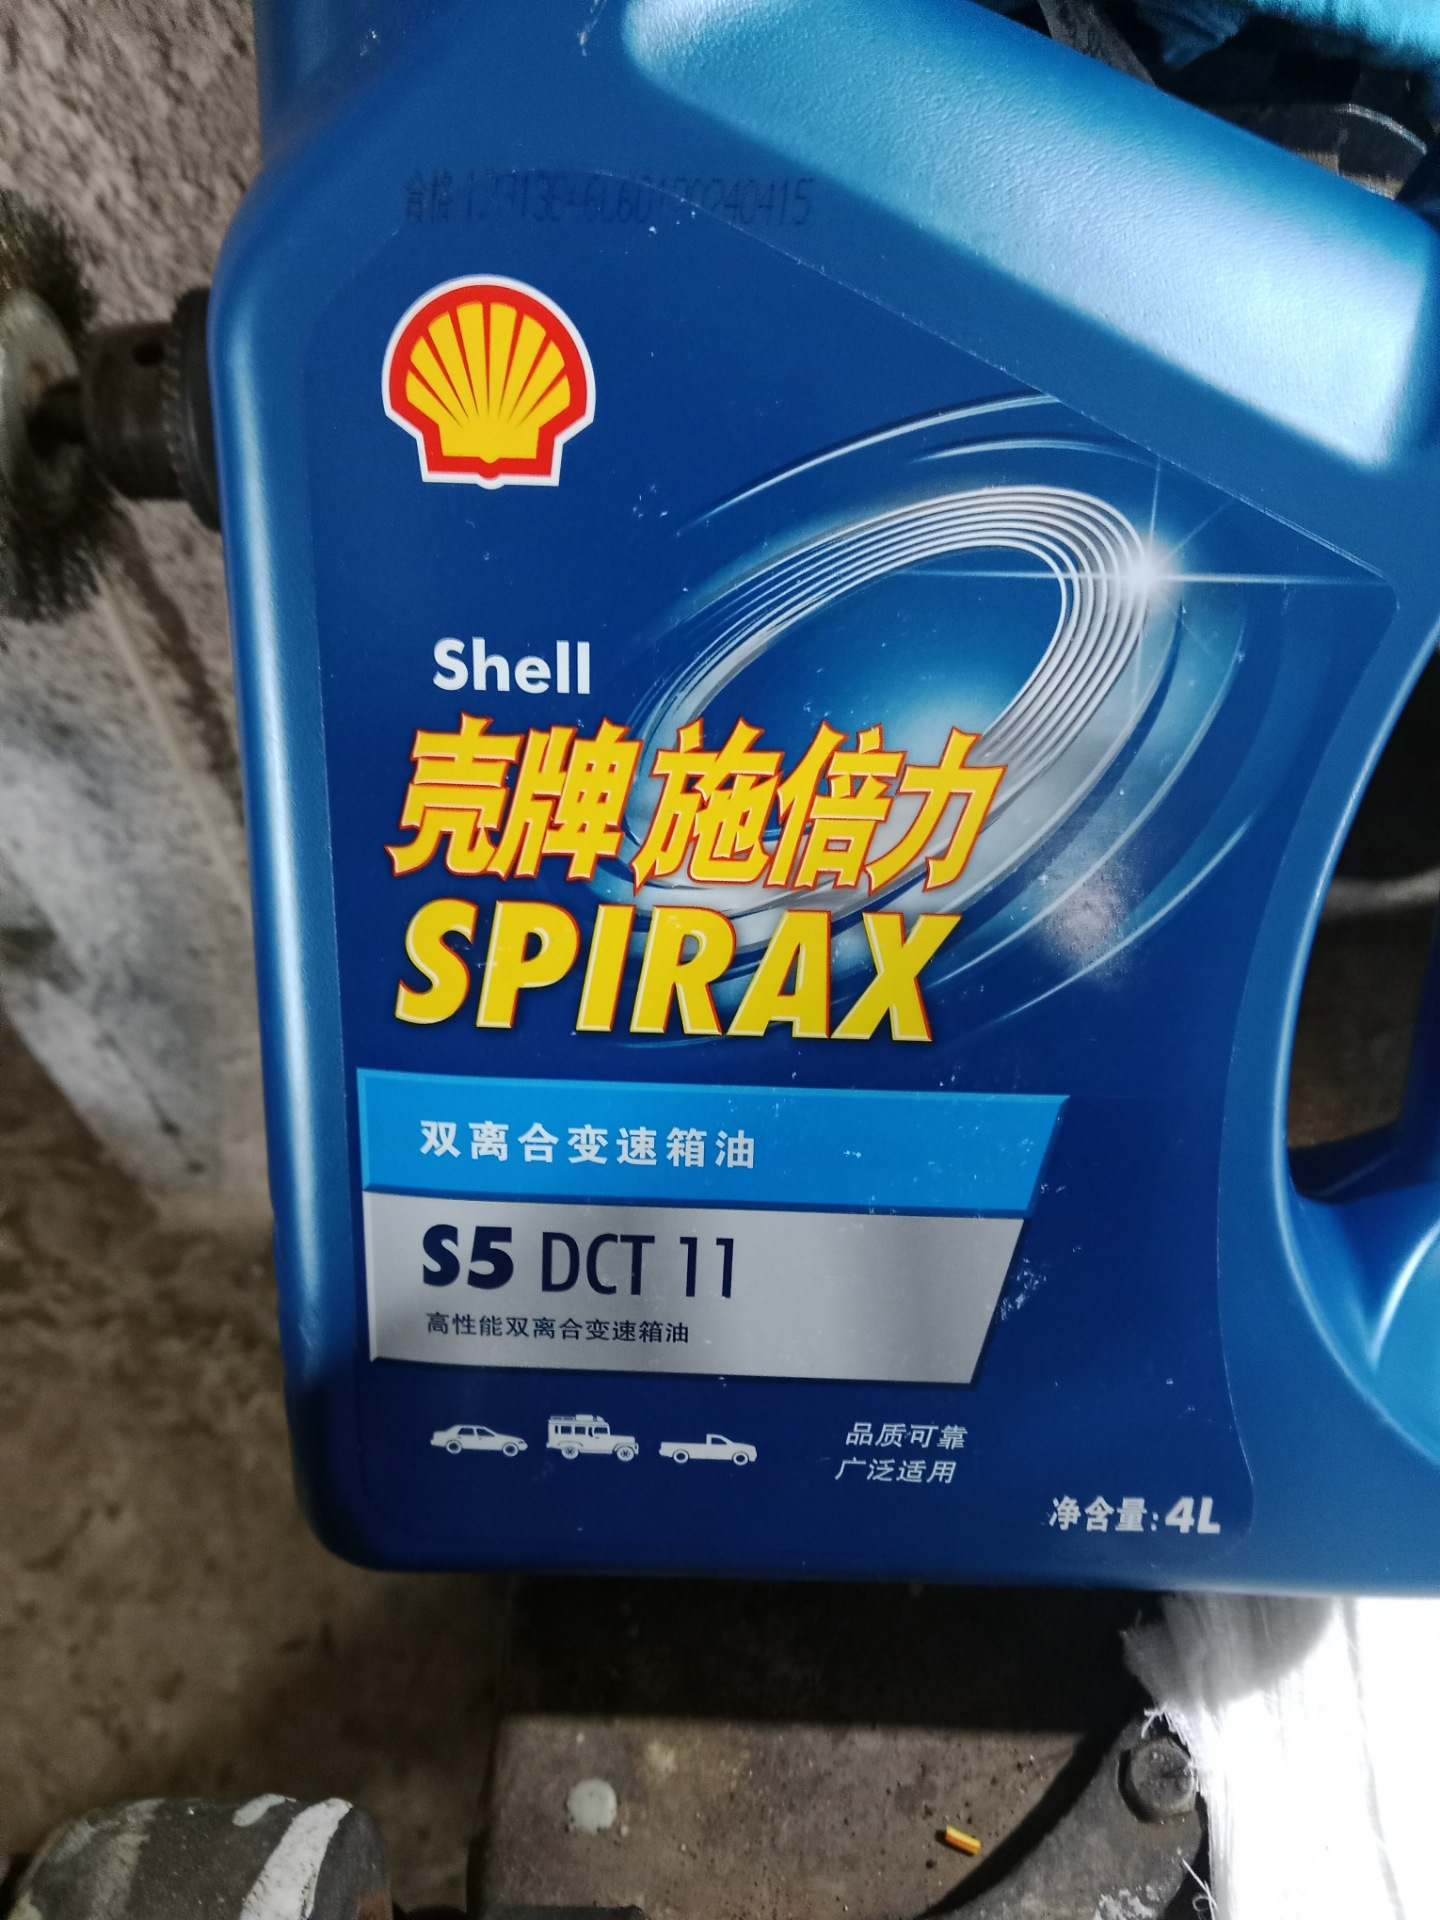 合格
Shell
壳牌 施倍力
SPIRAX
双离合变速箱油
S5 DCT 11
高性能双离合变速箱油
品质可靠
广泛适用
净含量:4L